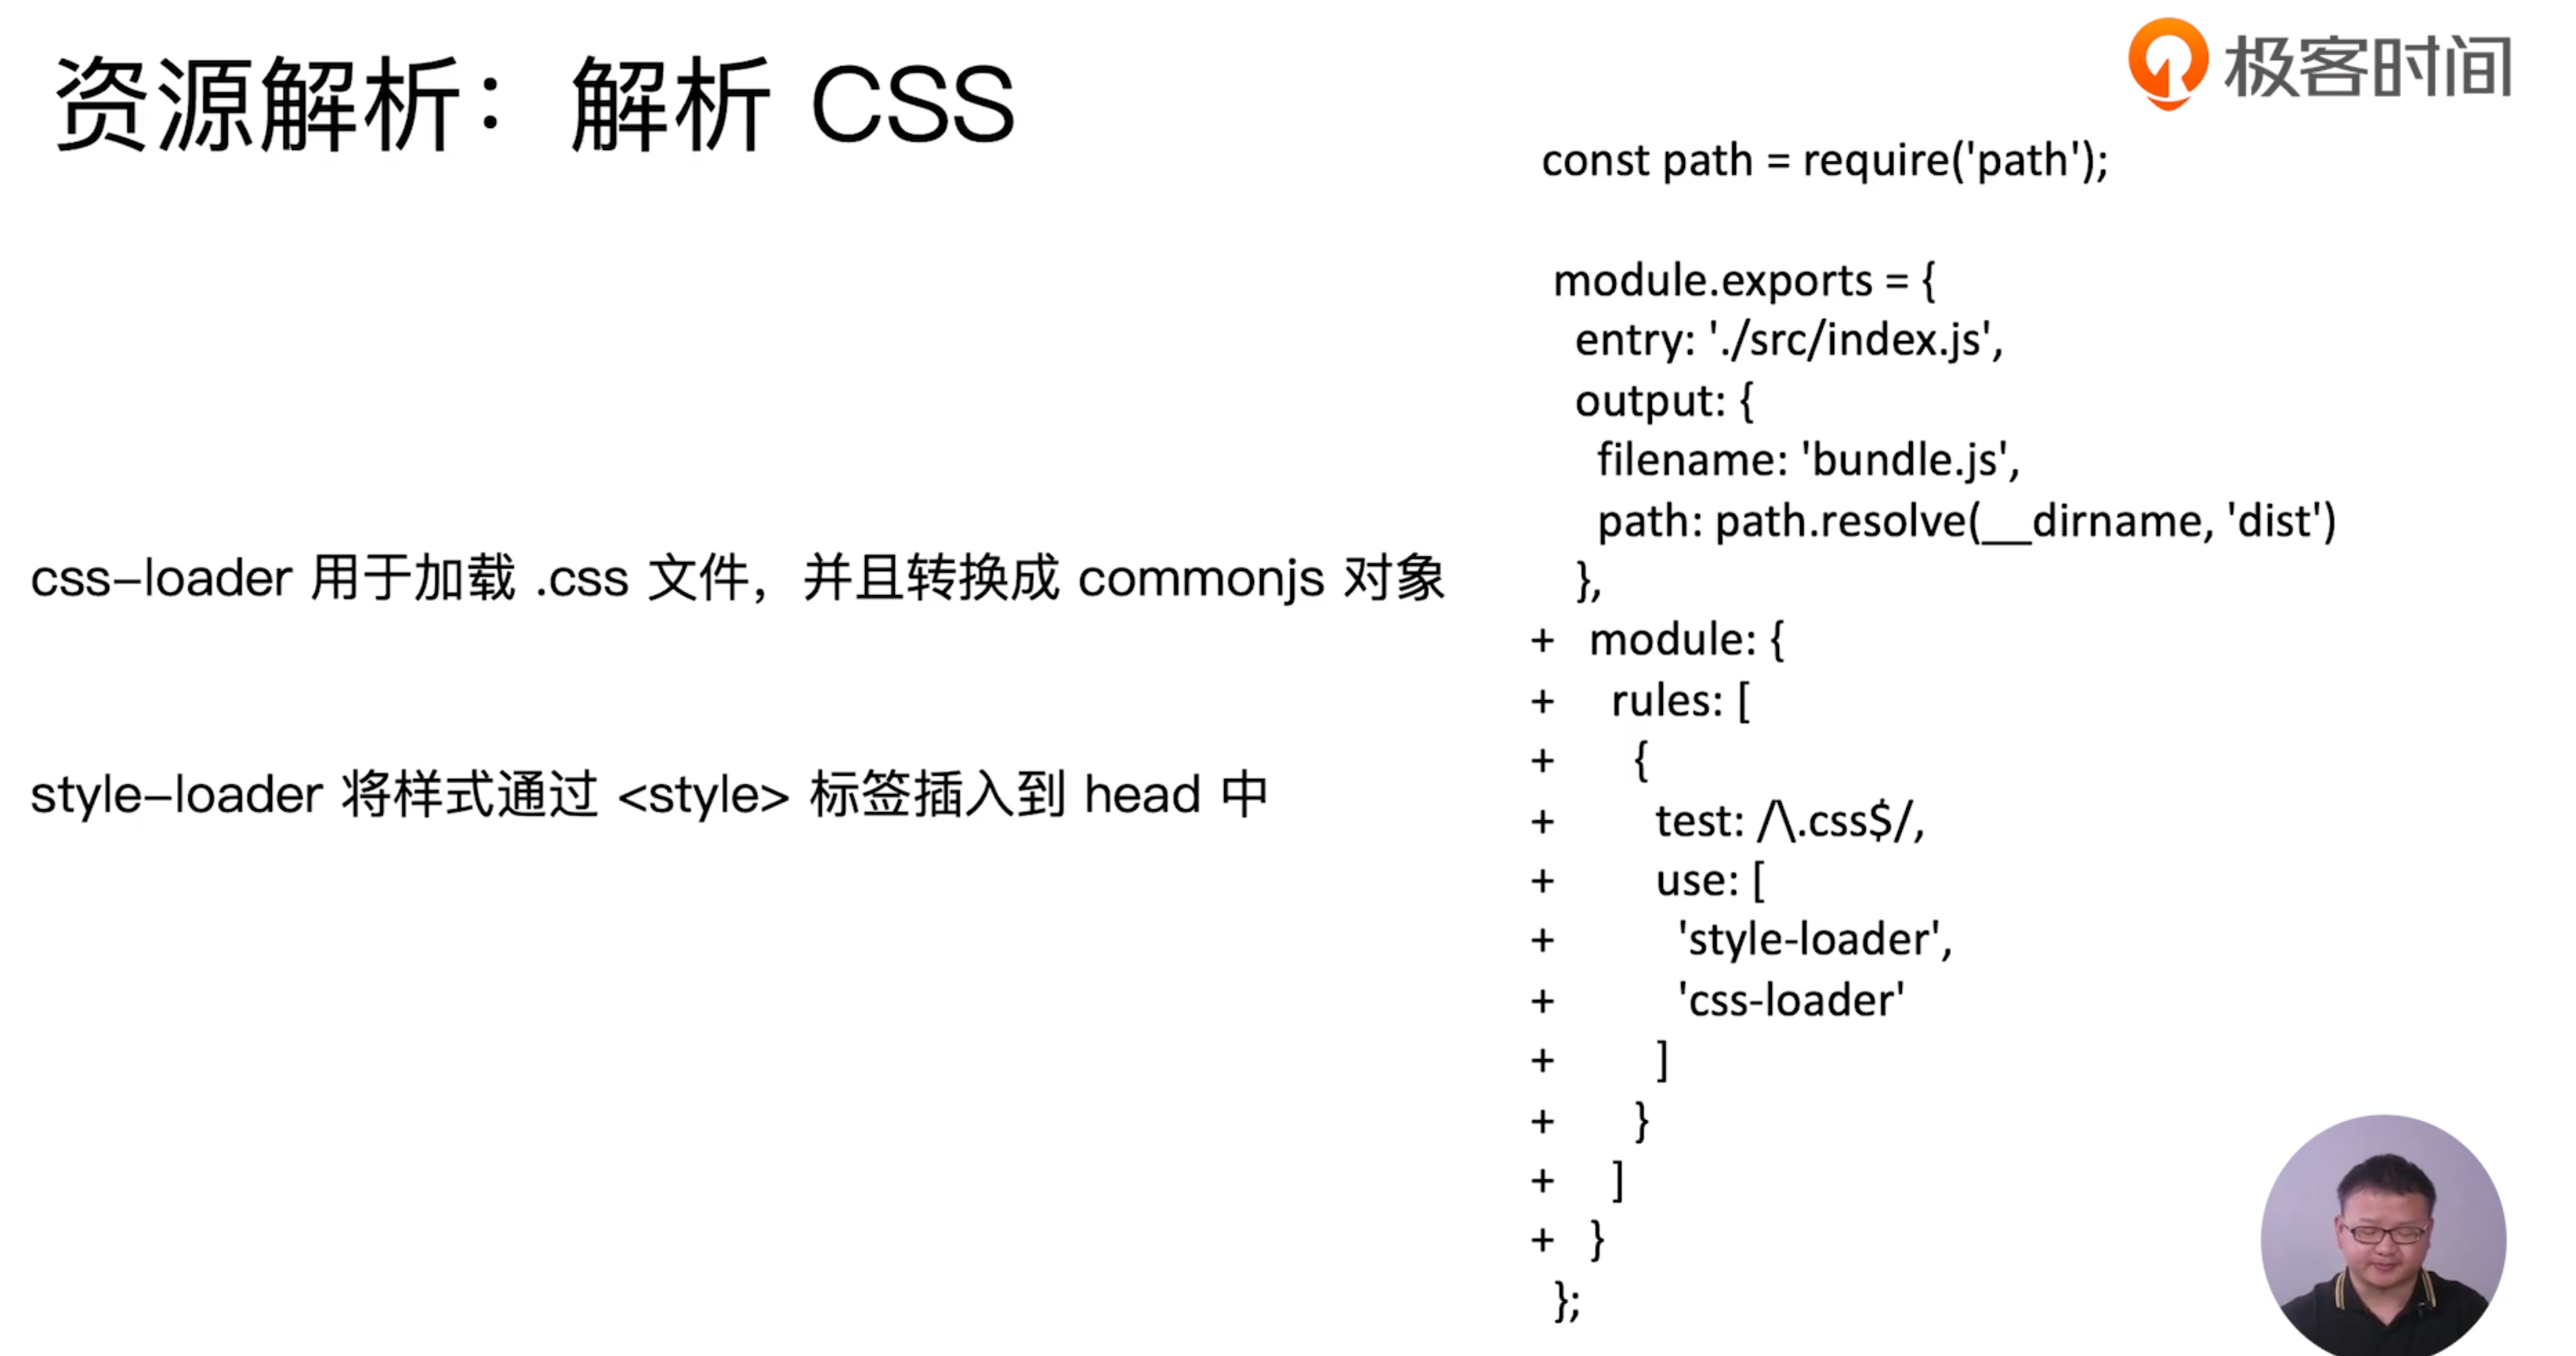 资源解析：解析 CSS
极客时间
css-loader 用于加载 .css 文件，并且转换成 commonjs 对象
style-loader 将样式通过 <style> 标签插入到 head 中
const path = require('path');
module.exports = {
entry: './src/index.js',
output: {
filename: 'bundle.js',
path: path.resolve(__dirname, 'dist')
},
+ module: {
+ rules: [
+ {
+ test: /\.css$/,
+ use: [
+ 'style-loader',
+ 'css-loader'
+ ]
+ }
+ ]
+ }
};